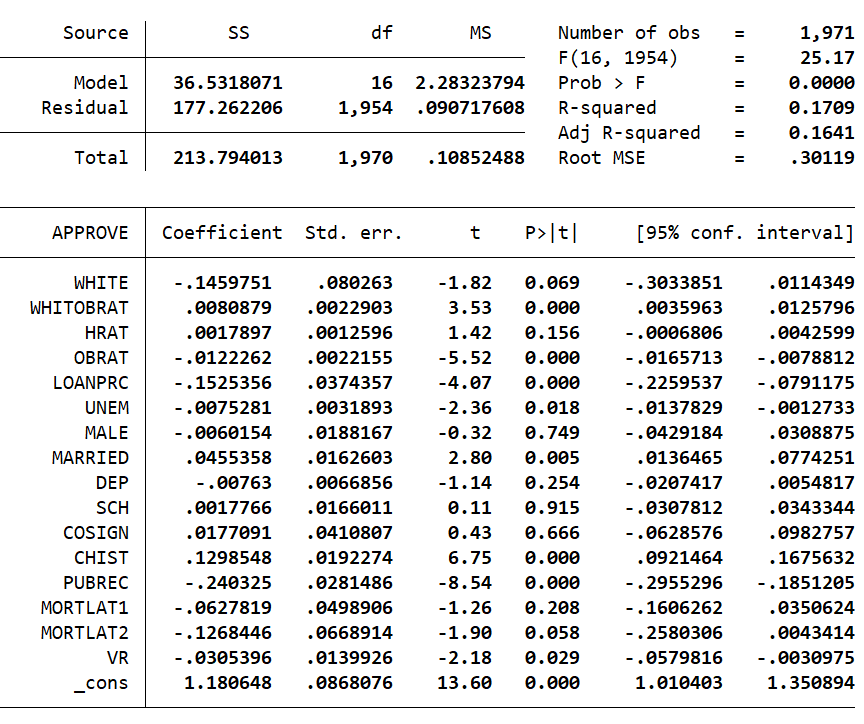 Source SS df MS Number of obs = 1,971
F(16, 1954) = 25.17
Model 36.5318071 16 2.28323794 Prob > F = 0.0000
Residual 177.262206 1,954 .090717608 R-squared = 0.1709
Adj R-squared = 0.1641
Total 213.794013 1,970 .10852488 Root MSE = .30119
APPROVE Coefficient Std. err. t P>|t| [95% conf. interval]
WHITE -.1459751 .080263 -1.82 0.069 -.3033851 .0114349
WHITOBRAT .0080879 .0022903 3.53 0.000 .0035963 .0125796
HRAT .0017897 .0012596 1.42 0.156 -.0006806 .0042599
OBRAT -.0122262 .0022155 -5.52 0.000 -.0165713 -.0078812
LOANPRC -.1525356 .0374357 -4.07 0.000 -.2259537 -.0791175
UNEM -.0075281 .0031893 -2.36 0.018 -.0137829 -.0012733
MALE -.0060154 .0188167 -0.32 0.749 -.0429184 .0308875
MARRIED .0455358 .0162603 2.80 0.005 .0136465 .0774251
DEP -.00763 .0066856 -1.14 0.254 -.0207417 .0054817
SCH .0017766 .0166011 0.11 0.915 -.0307812 .0343344
COSIGN .0177091 .0410807 0.43 0.666 -.0628576 .0982757
CHIST .1298548 .0192274 6.75 0.000 .0921464 .1675632
PUBREC -.240325 .0281486 -8.54 0.000 -.2955296 -.1851205
MORTLAT1 -.0627819 .0498906 -1.26 0.208 -.1606262 .0350624
MORTLAT2 -.1268446 .0668914 -1.90 0.058 -.2580306 .0043414
VR -.0305396 .0139926 -2.18 0.029 -.0579816 -.0030975
_cons 1.180648 .0868076 13.60 0.000 1.010403 1.350894